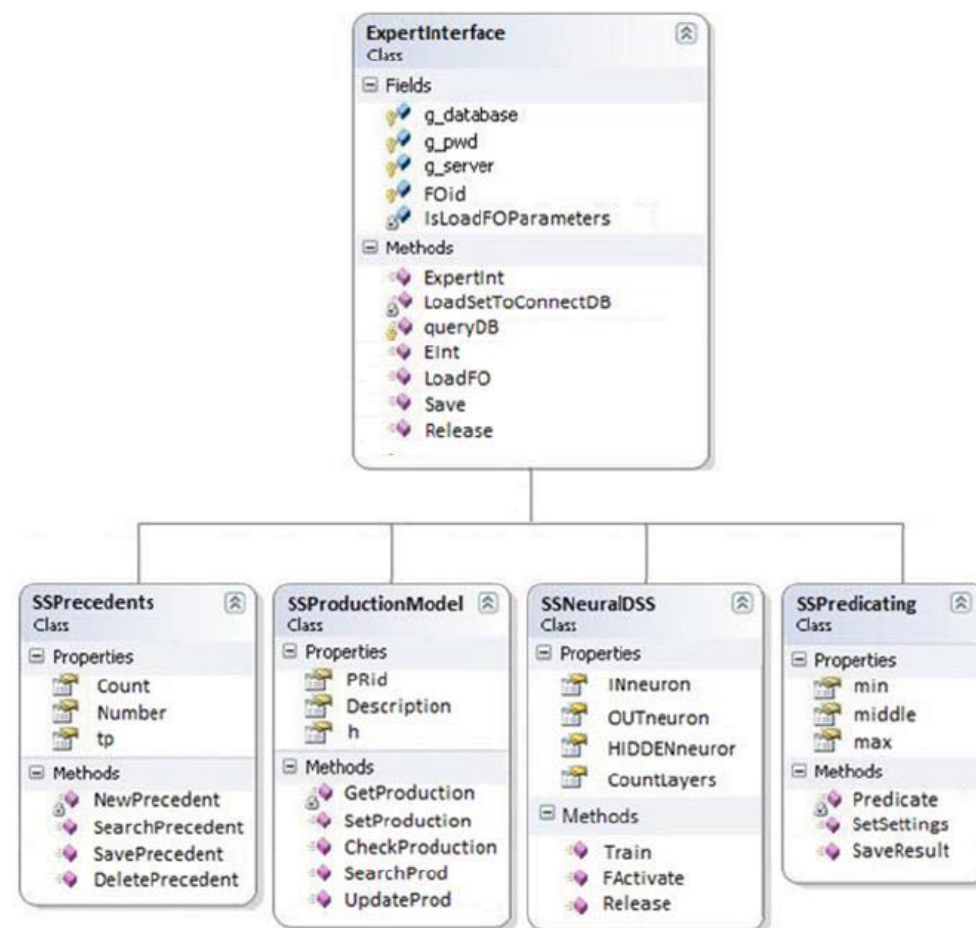 ExpertInterface
Class
Fields
g_database
g_pwd
g_server
FOid
IsLoadFOParameters
Methods
ExpertInt
LoadSetToConnectDB
queryDB
EInt
LoadFO
Save
Release
SSPrecedents
Class
Properties
Count
Number
tp
Methods
NewPrecedent
SearchPrecedent
SavePrecedent
DeletePrecedent
SSProductionModel
Class
Properties
PRid
Description
h
Methods
GetProduction
SetProduction
CheckProduction
SearchProd
UpdateProd
SSNeuralDSS
Class
Properties
INneuron
OUTneuron
HIDDENneuror
CountLayers
Methods
Train
FActivate
Release
SSPredicating
Class
Properties
min
middle
max
Methods
Predicate
SetSettings
SaveResult